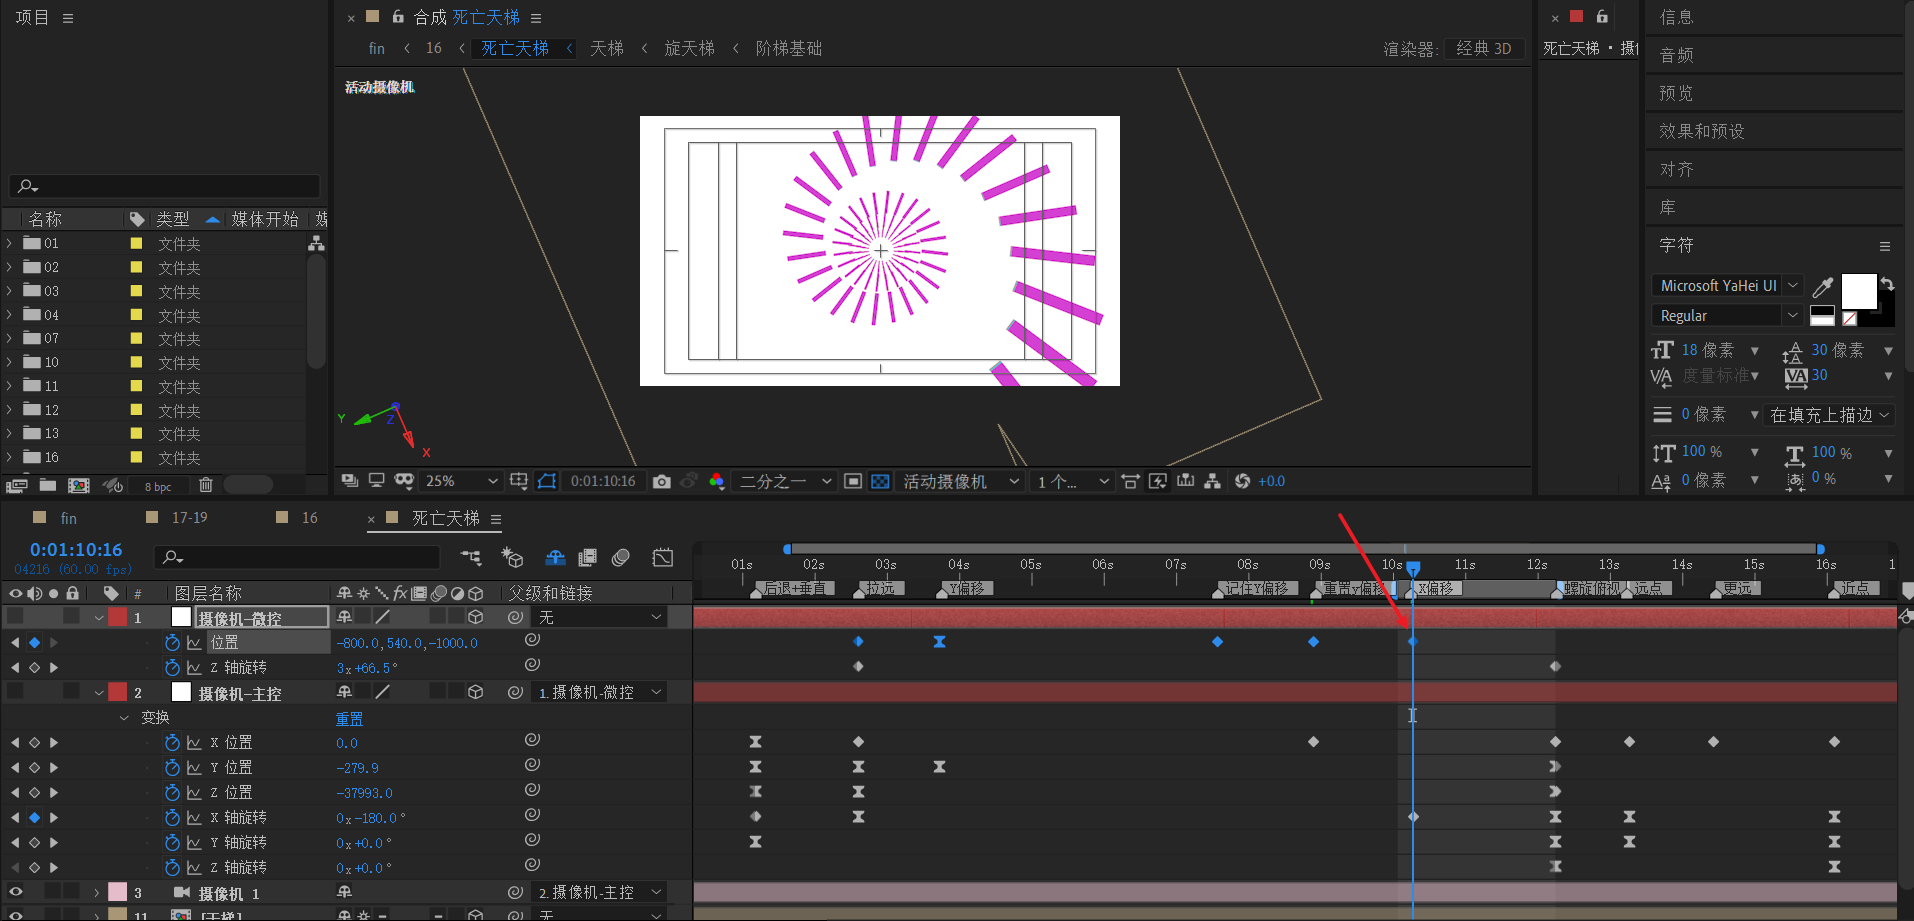 项目
合成 死亡天梯
fin
16
死亡天梯
天梯
旋天梯
阶梯基础
渲染器:
经典 3D
活动摄像机
死亡天梯 • 摄
信息
音频
预览
效果和预设
对齐
库
字符
Microsoft YaHei UI
Regular
18 像素
30 像素
度量标准
30
0 像素
在填充上描边
100 %
100 %
0 像素
0 %
名称
类型
媒体开始
媒
01 文件夹
02 文件夹
03 文件夹
04 文件夹
07 文件夹
10 文件夹
11 文件夹
12 文件夹
13 文件夹
16 文件夹
8 bpc
Y
Z
X
25%
0:01:10:16
二分之一
活动摄像机
1 个...
+0.0
fin
17-19
16
死亡天梯
0:01:10:16
04216 (60.00 fps)
# 图层名称
fx
父级和链接
01s 02s 03s 04s 05s 06s 07s 08s 09s 10s 11s 12s 13s 14s 15s 16s 1
后退+垂直 拉远 Y偏移 记住Y偏移 重置y偏移 X偏移 螺旋俯视 远点 更远 近点
1 摄像机-微控 无
位置 -800.0,540.0,-1000.0
Z 轴旋转 3x+66.5°
2 摄像机-主控 1. 摄像机-微控
变换 重置
X 位置 0.0
Y 位置 -279.9
Z 位置 -37993.0
X 轴旋转 0x-180.0°
Y 轴旋转 0x+0.0°
Z 轴旋转 0x+0.0°
3 摄像机 1 2. 摄像机-主控
11 [天梯] 无